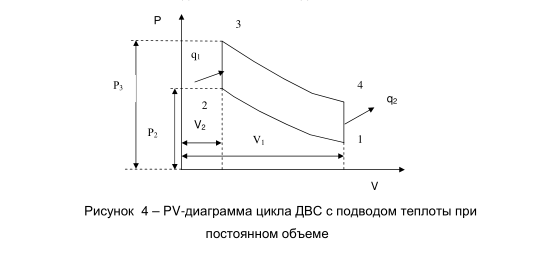 P
3
q₁
P₃
4
q₂
2
P₂
V₂
V₁
1
V
Рисунок 4 – PV-диаграмма цикла ДВС с подводом теплоты при
постоянном объеме